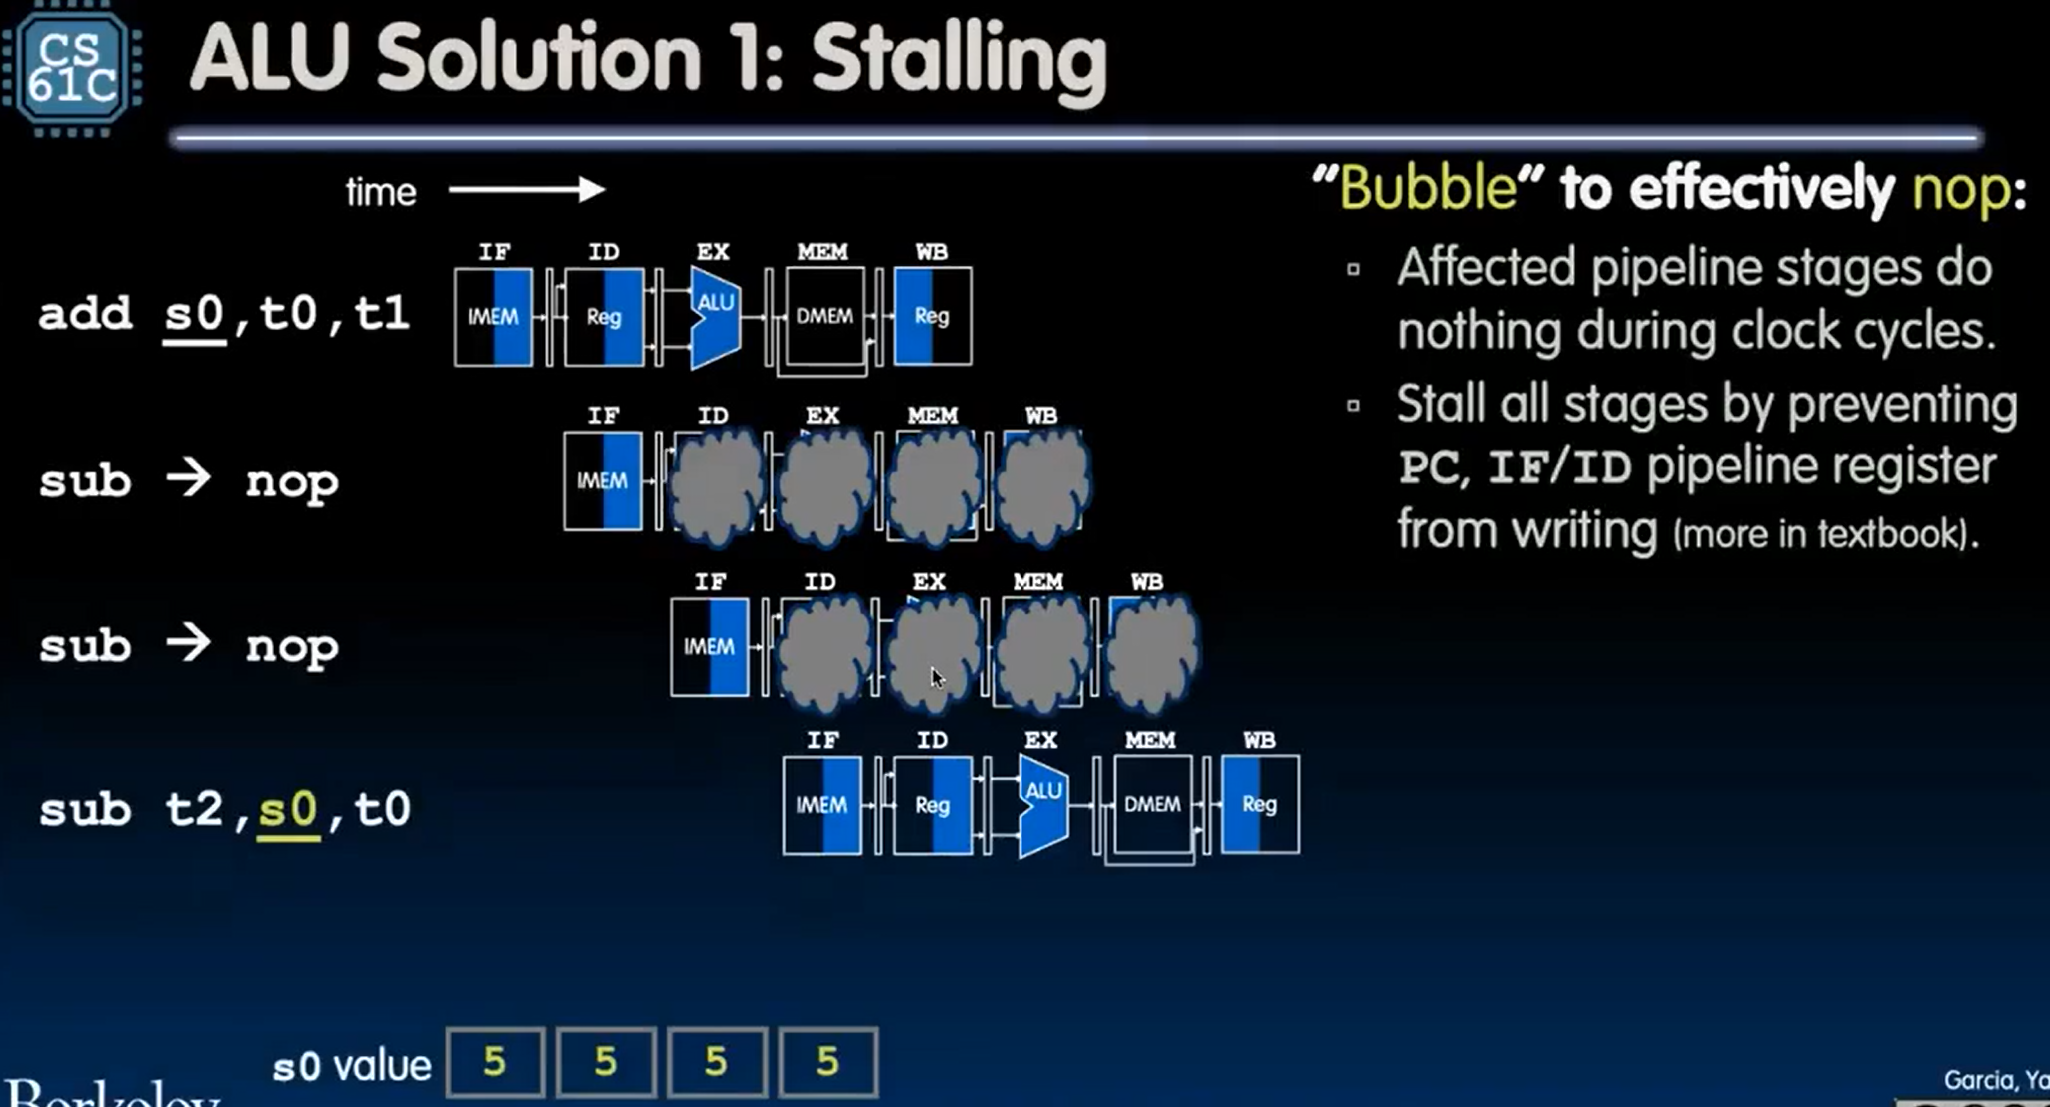 CS
61C
ALU Solution 1: Stalling
time
IF ID EX MEM WB
add s0,t0,t1
IMEM Reg ALU DMEM Reg
IF ID EX MEM WB
sub → nop
IMEM
IF ID EX MEM WB
sub → nop
IMEM
IF ID EX MEM WB
sub t2,s0,t0
IMEM Reg ALU DMEM Reg
s0 value 5 5 5 5
"Bubble" to effectively nop:
▫ Affected pipeline stages do
nothing during clock cycles.
▫ Stall all stages by preventing
PC, IF/ID pipeline register
from writing (more in textbook).
Berkeley
Garcia,